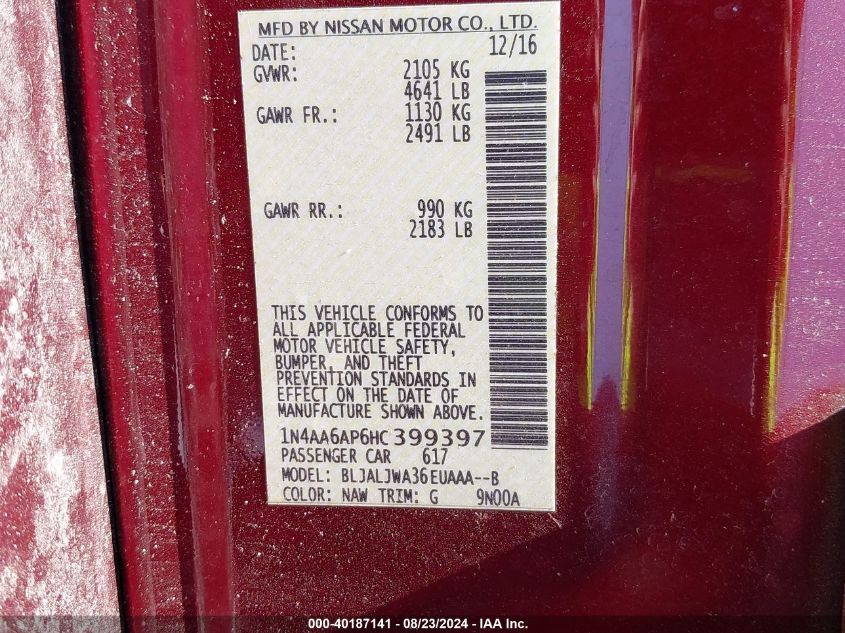 MFD BY NISSAN MOTOR CO., LTD.
DATE: 12/16
GVWR: 2105 KG
4641 LB
GAWR FR.: 1130 KG
2491 LB
GAWR RR.: 990 KG
2183 LB
THIS VEHICLE CONFORMS TO
ALL APPLICABLE FEDERAL
MOTOR VEHICLE SAFETY,
BUMPER, AND THEFT
PREVENTION STANDARDS IN
EFFECT ON THE DATE OF
MANUFACTURE SHOWN ABOVE.
1N4AA6AP6HC399397
PASSENGER CAR 617
MODEL: BLJALJWA36EUAAA--B
COLOR: NAW TRIM: G 9N00A
000-40187141 - 08/23/2024 - IAA Inc.